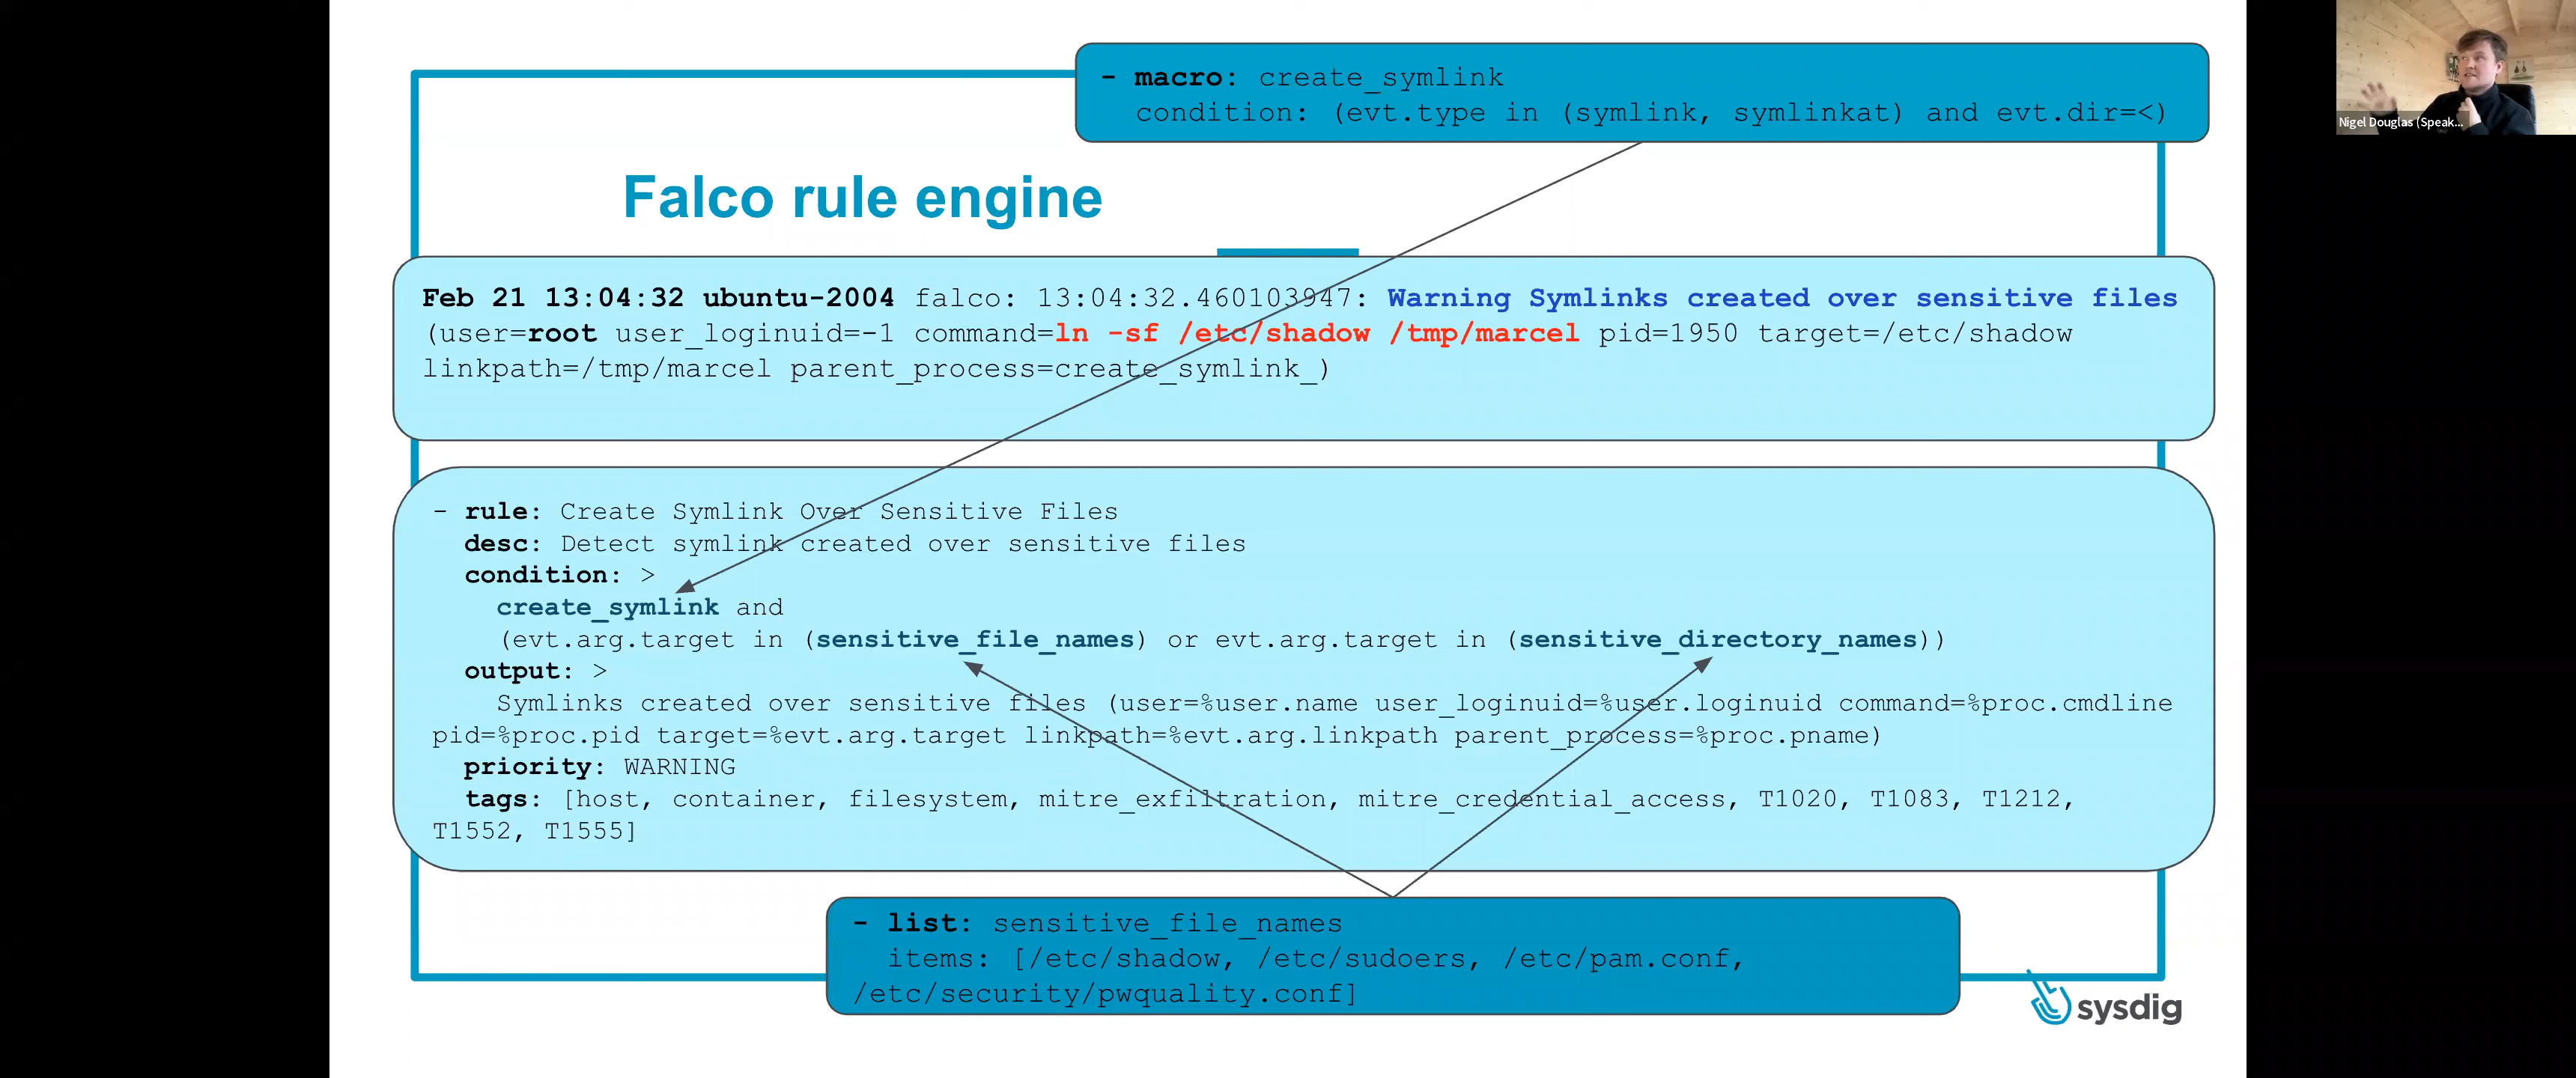 - macro: create_symlink
condition: (evt.type in (symlink, symlinkat) and evt.dir=<)
Nigel Douglas (Speak...
Falco rule engine
Feb 21 13:04:32 ubuntu-2004 falco: 13:04:32.460103947: Warning Symlinks created over sensitive files
(user=root user_loginuid=-1 command=ln -sf /etc/shadow /tmp/marcel pid=1950 target=/etc/shadow
linkpath=/tmp/marcel parent_process=create_symlink_)
- rule: Create Symlink Over Sensitive Files
desc: Detect symlink created over sensitive files
condition: >
create_symlink and
(evt.arg.target in (sensitive_file_names) or evt.arg.target in (sensitive_directory_names))
output: >
Symlinks created over sensitive files (user=%user.name user_loginuid=%user.loginuid command=%proc.cmdline
pid=%proc.pid target=%evt.arg.target linkpath=%evt.arg.linkpath parent_process=%proc.pname)
priority: WARNING
tags: [host, container, filesystem, mitre_exfiltration, mitre_credential_access, T1020, T1083, T1212,
T1552, T1555]
- list: sensitive_file_names
items: [/etc/shadow, /etc/sudoers, /etc/pam.conf,
/etc/security/pwquality.conf]
sysdig